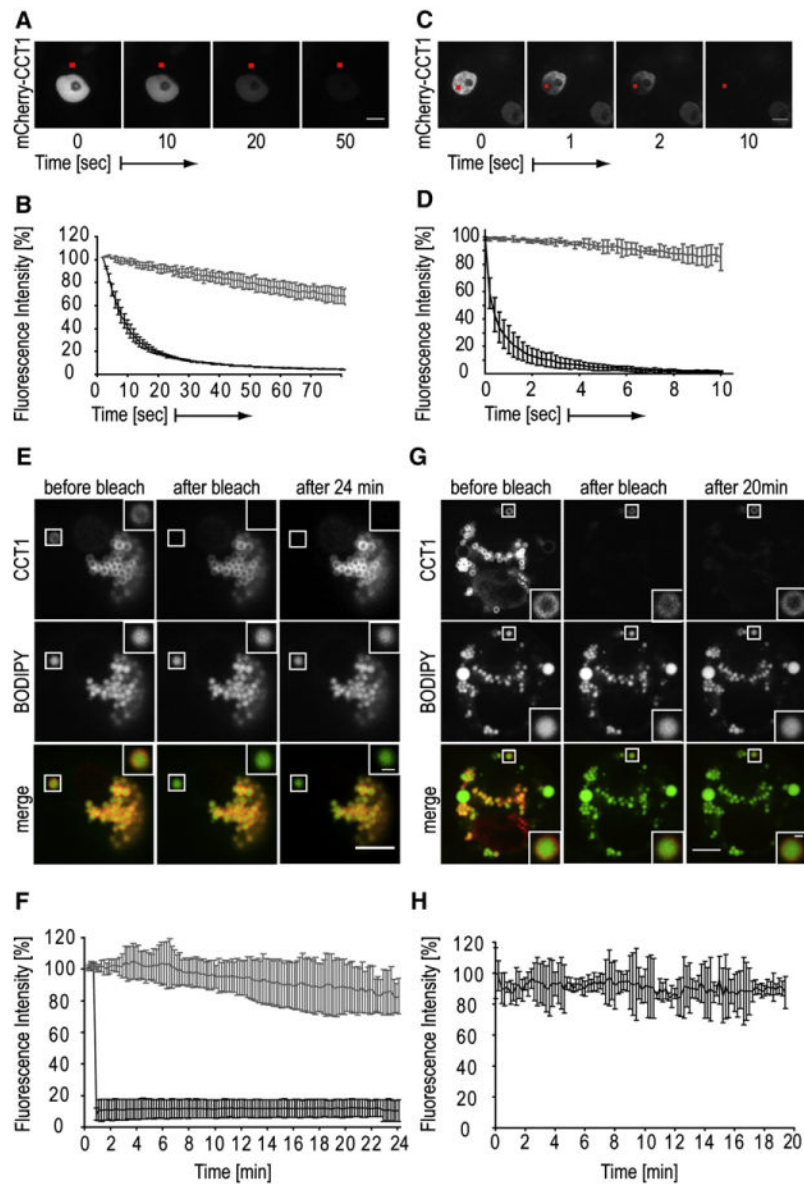 A
mCherry-CCT1
0 10 20 50
Time [sec]
B
Fluorescence Intensity [%]
120
100
80
60
40
20
0
0 10 20 30 40 50 60 70
Time [sec]
C
mCherry-CCT1
0 1 2 10
Time [sec]
D
Fluorescence Intensity [%]
100
80
60
40
20
0
0 2 4 6 8 10
Time [sec]
E
before bleach after bleach after 24 min
CCT1
BODIPY
merge
F
Fluorescence Intensity [%]
120
100
80
60
40
20
0
0 2 4 6 8 10 12 14 16 18 20 22 24
Time [min]
G
before bleach after bleach after 20min
CCT1
BODIPY
merge
H
Fluorescence Intensity [%]
120
100
80
60
40
20
0
0 2 4 6 8 10 12 14 16 18 20
Time [min]